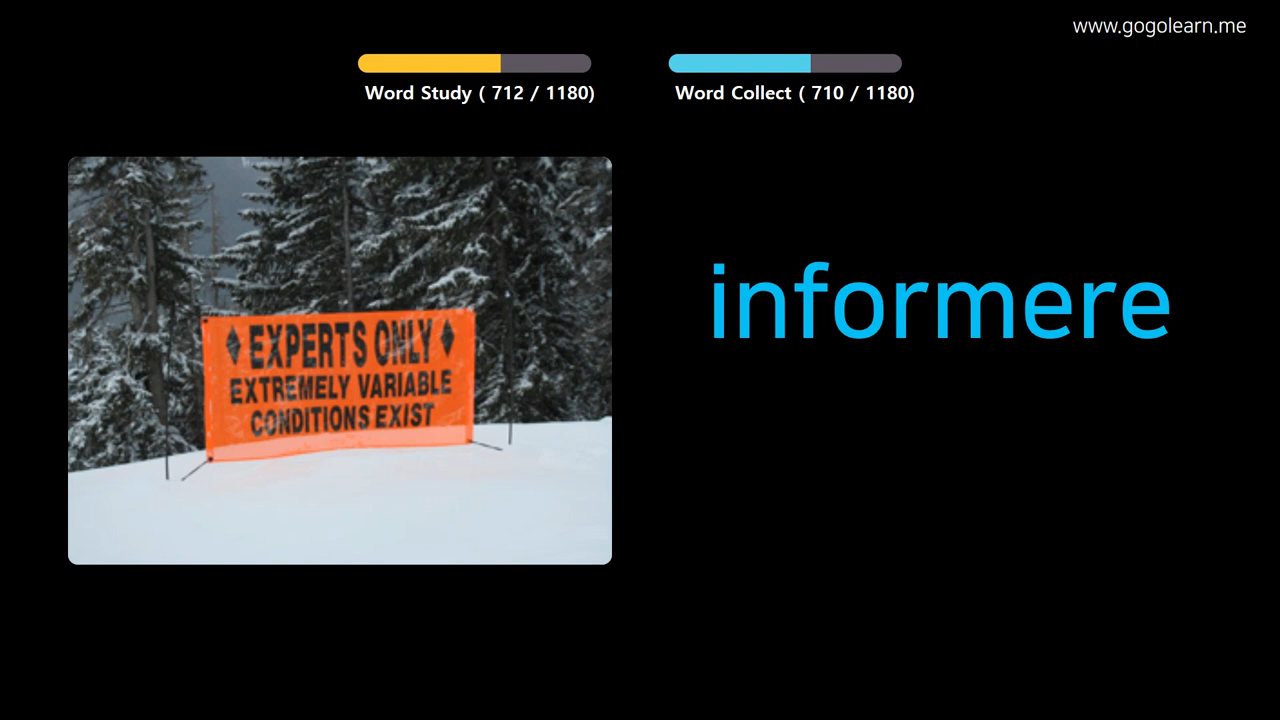 www.gogolearn.me
Word Study ( 712 / 1180)
Word Collect ( 710 / 1180)
EXPERTS ONLY
EXTREMELY VARIABLE
CONDITIONS EXIST
informere